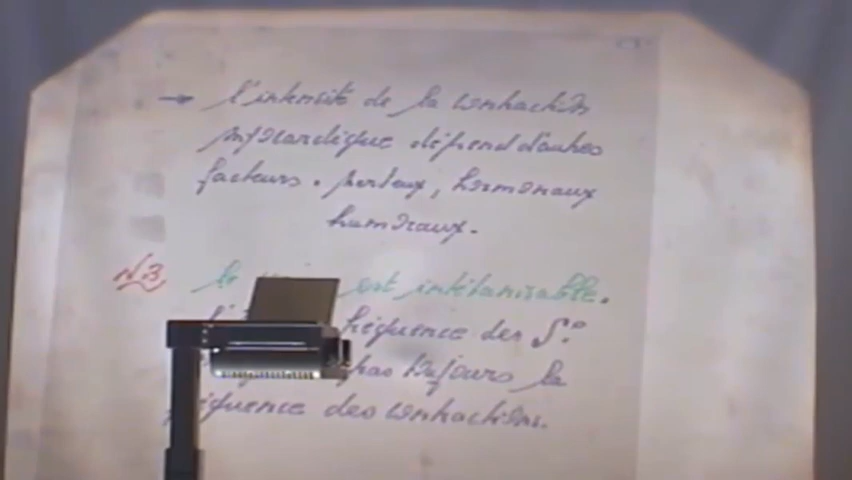 → l'intensité de la contraction
myocardique dépend d'autres
facteurs. nerveux, hormonaux
humoraux.
N.B le est intétanisable.
fréquence des S°
pas toujours la
fréquence des contractions.